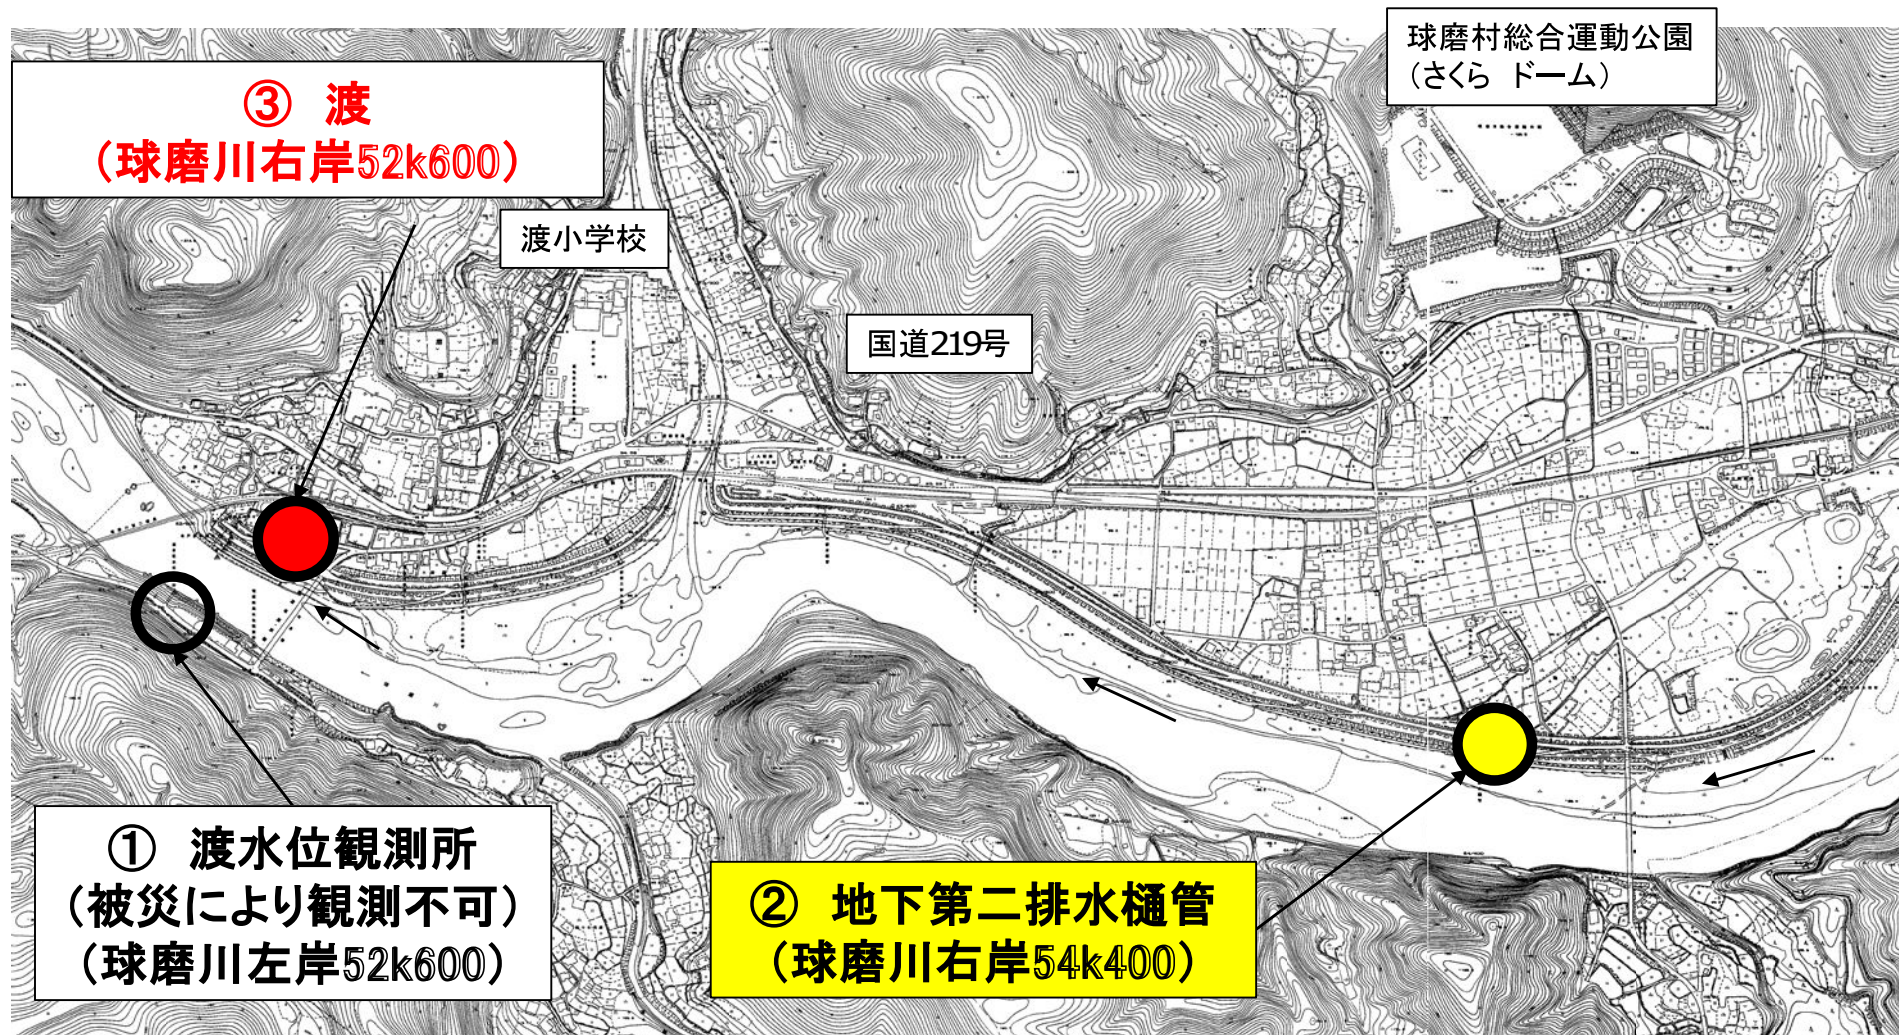 球磨村総合運動公園
（さくら ドーム）
③ 渡
（球磨川右岸52k600）
渡小学校
国道219号
① 渡水位観測所
（被災により観測不可）
（球磨川左岸52k600）
② 地下第二排水樋管
（球磨川右岸54k400）